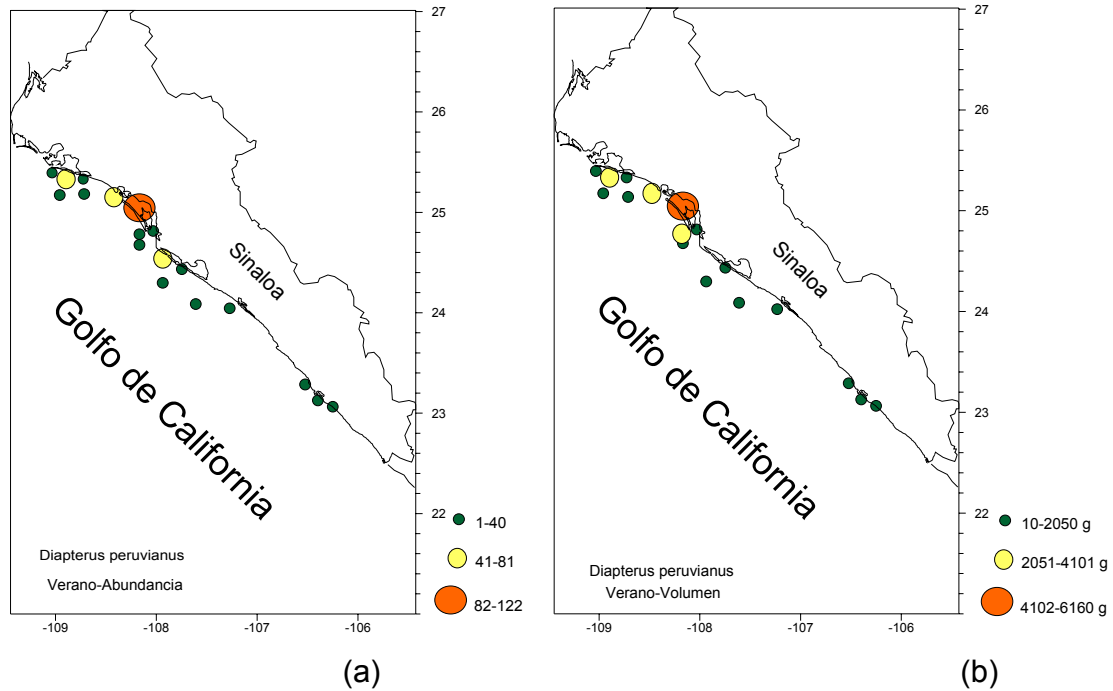 27
26
25
24
23
22
-109
-108
-107
-106
Sinaloa
Golfo de California
1-40
41-81
82-122
Diapterus peruvianus
Verano-Abundancia
(a)
27
26
25
24
23
22
-109
-108
-107
-106
Sinaloa
Golfo de California
10-2050 g
2051-4101 g
4102-6160 g
Diapterus peruvianus
Verano-Volumen
(b)